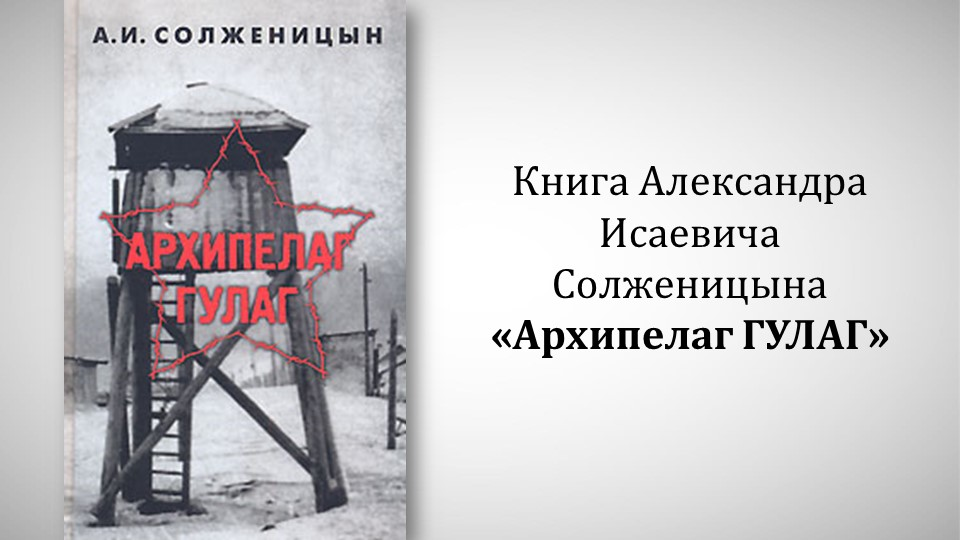 А.И. СОЛЖЕНИЦЫН
АРХИПЕЛАГ
ГУЛАГ
Книга Александра
Исаевича
Солженицына
«Архипелаг ГУЛАГ»